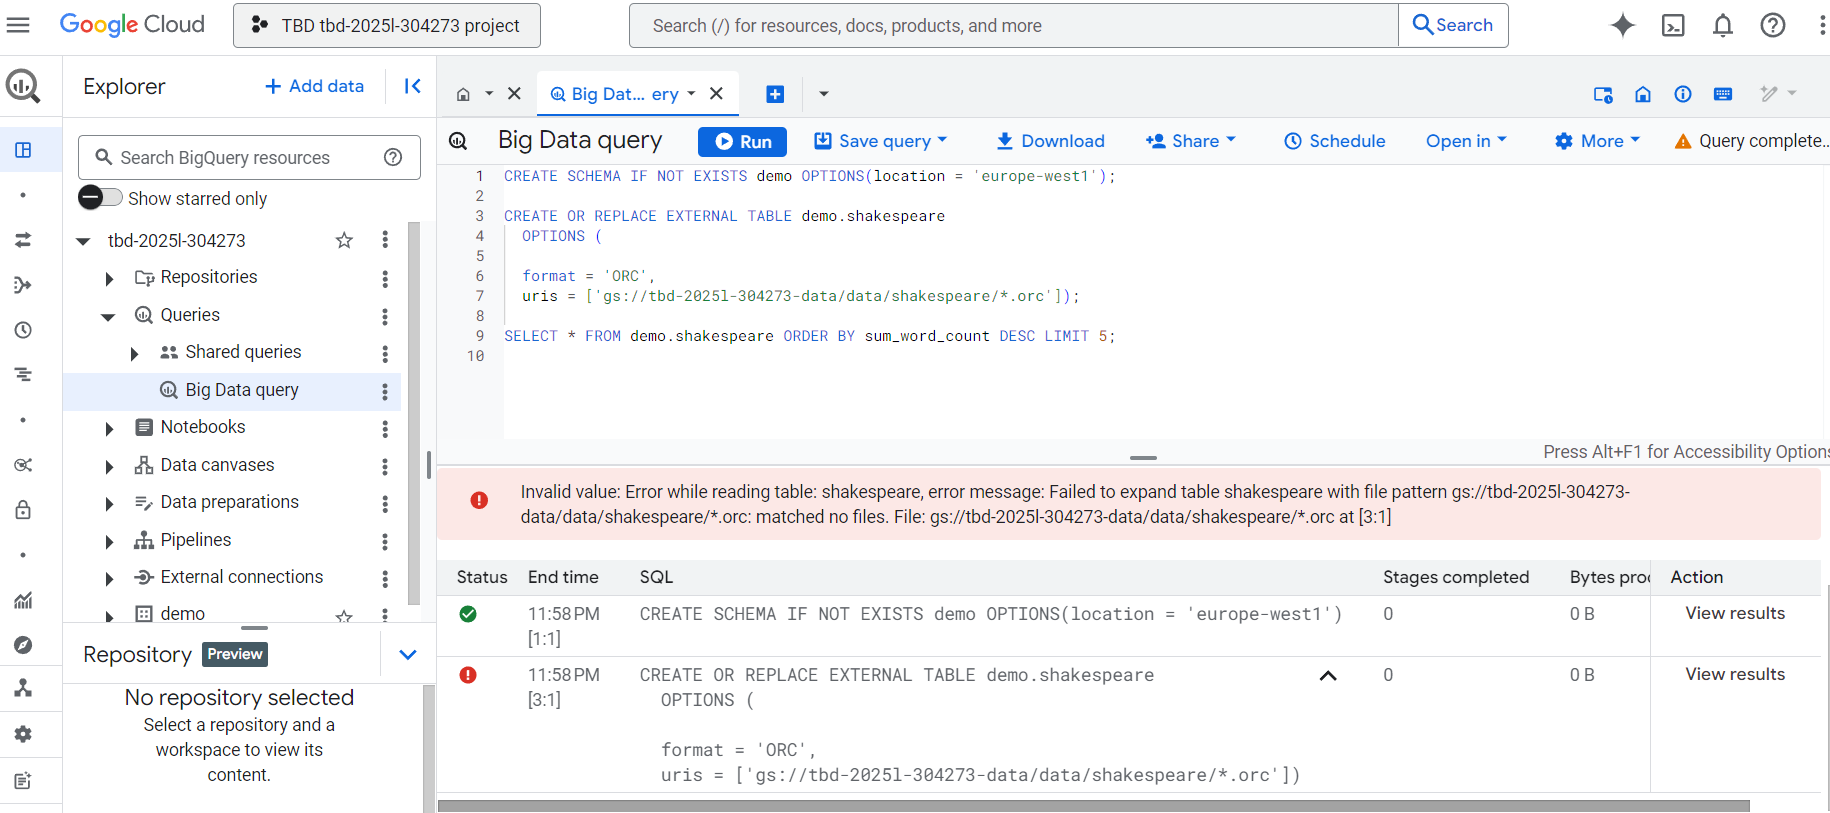 Google Cloud
TBD tbd-2025l-304273 project
Search (/) for resources, docs, products, and more
Search
Explorer
+ Add data
Big Dat... ery
Search BigQuery resources
Show starred only
Big Data query
Run
Save query
Download
Share
Schedule
Open in
More
Query complete...
tbd-2025l-304273
Repositories
Queries
Shared queries
Big Data query
Notebooks
Data canvases
Data preparations
Pipelines
External connections
demo
Repository Preview
No repository selected
Select a repository and a
workspace to view its
content.
1 CREATE SCHEMA IF NOT EXISTS demo OPTIONS(location = 'europe-west1');
2
3 CREATE OR REPLACE EXTERNAL TABLE demo.shakespeare
4 OPTIONS (
5
6 format = 'ORC',
7 uris = ['gs://tbd-2025l-304273-data/data/shakespeare/*.orc']);
8
9 SELECT * FROM demo.shakespeare ORDER BY sum_word_count DESC LIMIT 5;
10
Press Alt+F1 for Accessibility Options
Invalid value: Error while reading table: shakespeare, error message: Failed to expand table shakespeare with file pattern gs://tbd-2025l-304273-
data/data/shakespeare/*.orc: matched no files. File: gs://tbd-2025l-304273-data/data/shakespeare/*.orc at [3:1]
Status End time SQL Stages completed Bytes proc Action
11:58 PM CREATE SCHEMA IF NOT EXISTS demo OPTIONS(location = 'europe-west1') 0 0 B View results
[1:1]
11:58 PM CREATE OR REPLACE EXTERNAL TABLE demo.shakespeare 0 0 B View results
[3:1] OPTIONS (
format = 'ORC',
uris = ['gs://tbd-2025l-304273-data/data/shakespeare/*.orc'])